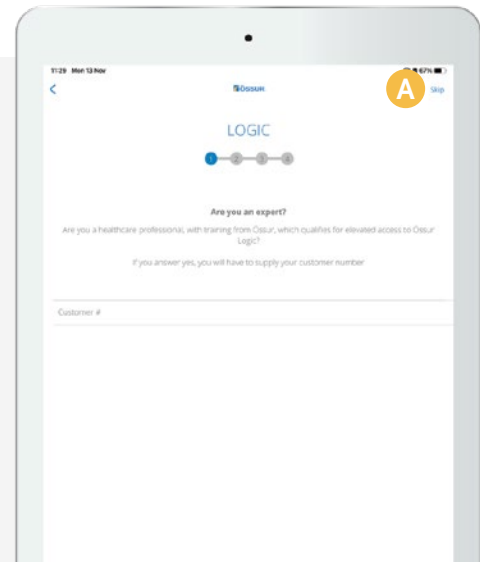 11:29 Mon 13 Nov
67%
ÖSSUR
A
Skip
LOGIC
1 2 3 4
Are you an expert?
Are you a healthcare professional, with training from Össur, which qualifies for elevated access to Össur
Logic?
If you answer yes, you will have to supply your customer number
Customer #